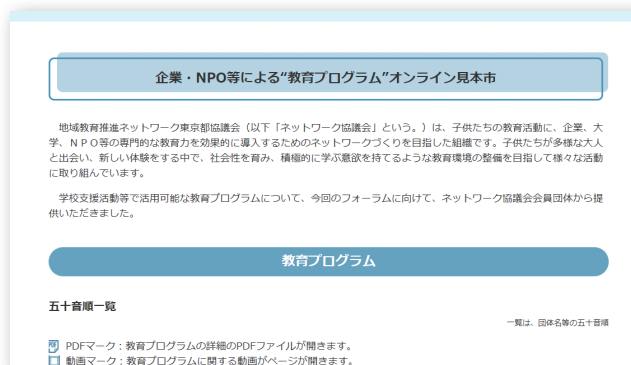 企業・NPO等による“教育プログラム”オンライン見本市
地域教育推進ネットワーク東京都協議会（以下「ネットワーク協議会」という。）は、子供たちの教育活動に、企業、大
学、ＮＰＯ等の専門的な教育力を効果的に導入するためのネットワークづくりを目指した組織です。子供たちが多様な大人
と出会い、新しい体験をする中で、社会性を育み、積極的に学ぶ意欲を持てるような教育環境の整備を目指して様々な活動
に取り組んでいます。
学校支援活動等で活用可能な教育プログラムについて、今回のフォーラムに向けて、ネットワーク協議会会員団体から提
供いただきました。
教育プログラム
五十音順一覧
一覧は、団体名等の五十音順
PDFマーク：教育プログラムの詳細のPDFファイルが開きます。
動画マーク：教育プログラムに関する動画がページが開きます。